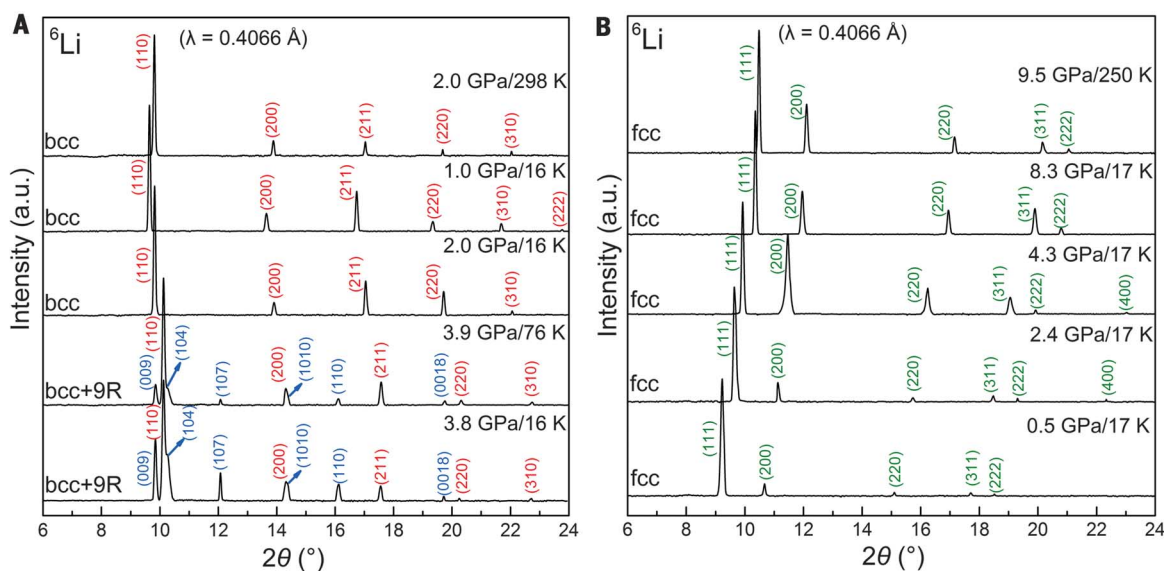 A
⁶Li
(λ = 0.4066 Å)
2.0 GPa/298 K
bcc
(110) (200) (211) (220) (310)
1.0 GPa/16 K
bcc
(110) (200) (211) (220) (310) (222)
2.0 GPa/16 K
bcc
(110) (200) (211) (220) (310)
3.9 GPa/76 K
bcc+9R
(009) (110) (104) (107) (200) (1010) (110) (211) (0018) (220) (310)
3.8 GPa/16 K
bcc+9R
(009) (110) (104) (107) (200) (1010) (110) (211) (0018) (220) (310)
Intensity (a.u.)
6 8 10 12 14 16 18 20 22 24
2θ (°)
B
⁶Li
(λ = 0.4066 Å)
9.5 GPa/250 K
fcc
(111) (200) (220) (311) (222)
8.3 GPa/17 K
fcc
(111) (200) (220) (311) (222)
4.3 GPa/17 K
fcc
(111) (200) (220) (311) (222) (400)
2.4 GPa/17 K
fcc
(111) (200) (220) (311) (222) (400)
0.5 GPa/17 K
fcc
(111) (200) (220) (311) (222)
Intensity (a.u.)
6 8 10 12 14 16 18 20 22 24
2θ (°)